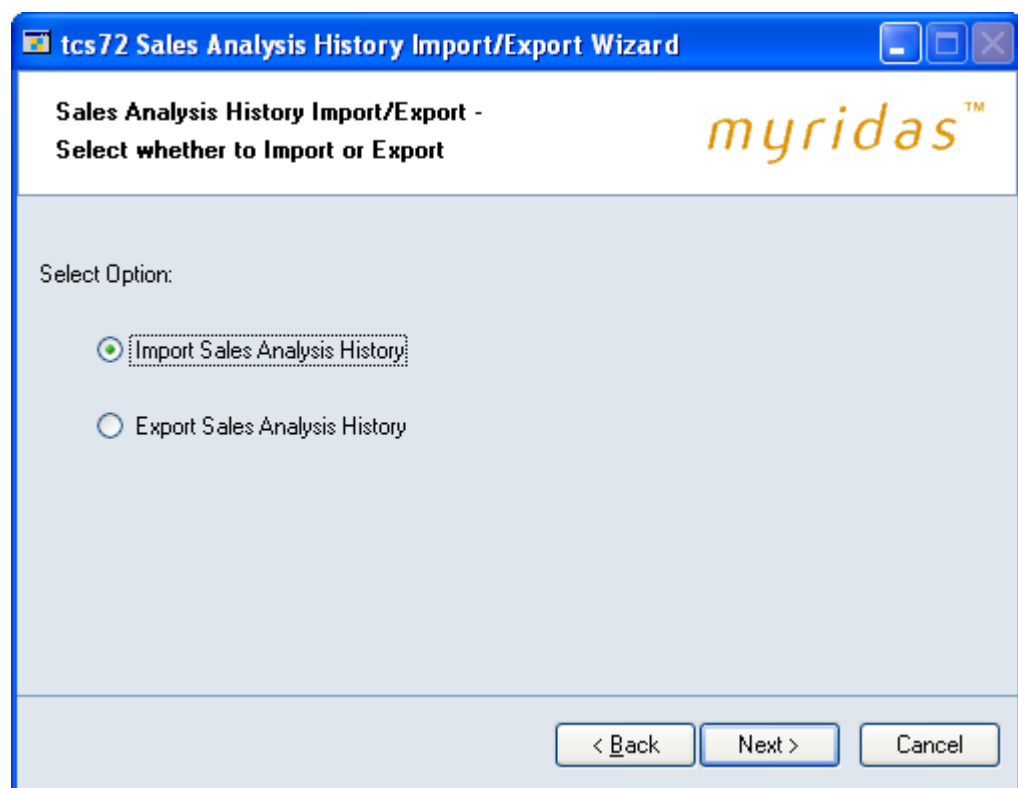 tcs72 Sales Analysis History Import/Export Wizard
Sales Analysis History Import/Export -
Select whether to Import or Export
myridas™
Select Option:
Import Sales Analysis History
Export Sales Analysis History
< Back
Next >
Cancel